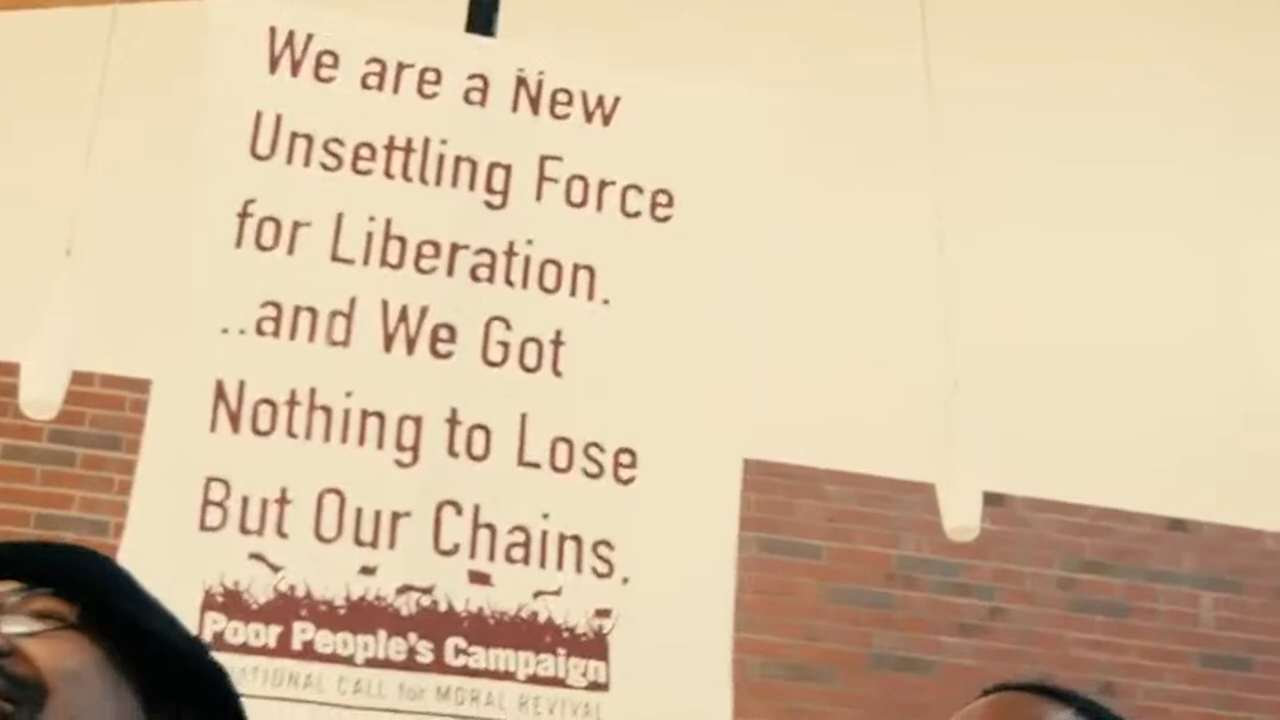 We are a New
Unsettling Force
for Liberation.
..and We Got
Nothing to Lose
But Our Chains.
Poor People's Campaign
NATIONAL CALL for MORAL REVIVAL